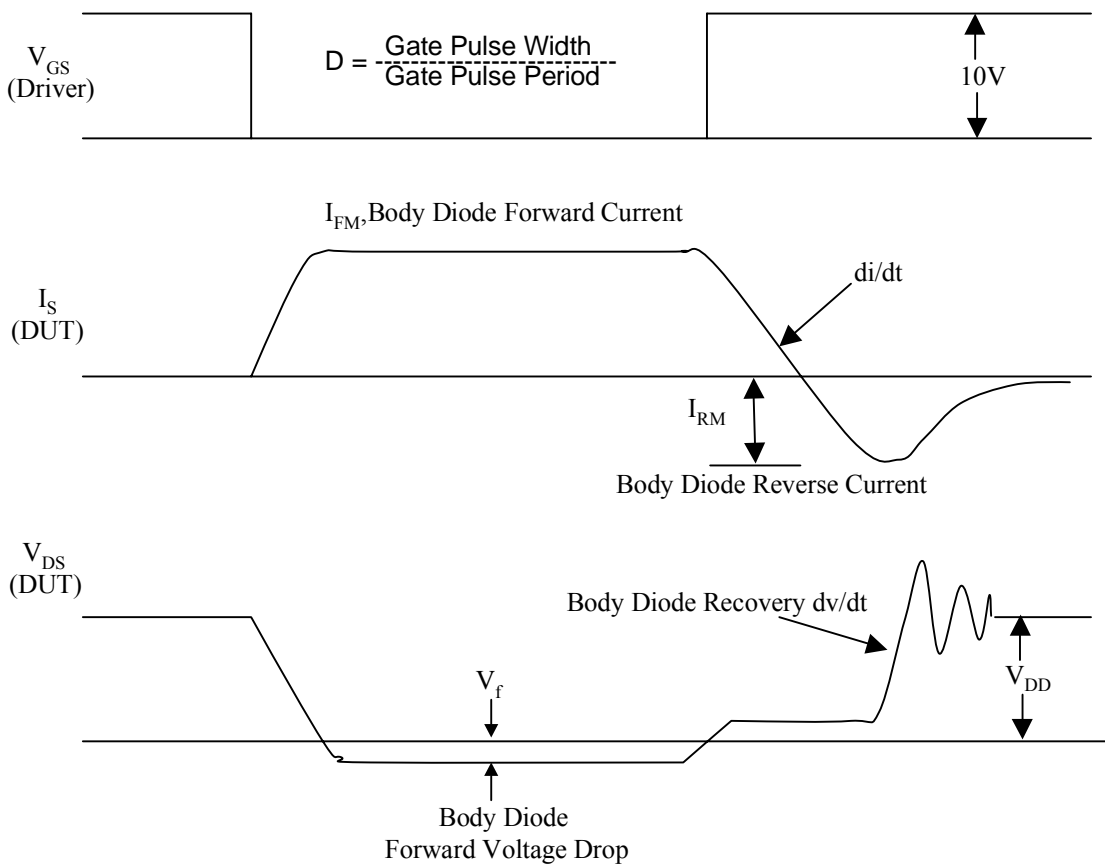 V_GS
(Driver)
D = Gate Pulse Width
Gate Pulse Period
10V
I_FM,Body Diode Forward Current
I_S
(DUT)
di/dt
I_RM
Body Diode Reverse Current
V_DS
(DUT)
Body Diode Recovery dv/dt
V_f
V_DD
Body Diode
Forward Voltage Drop